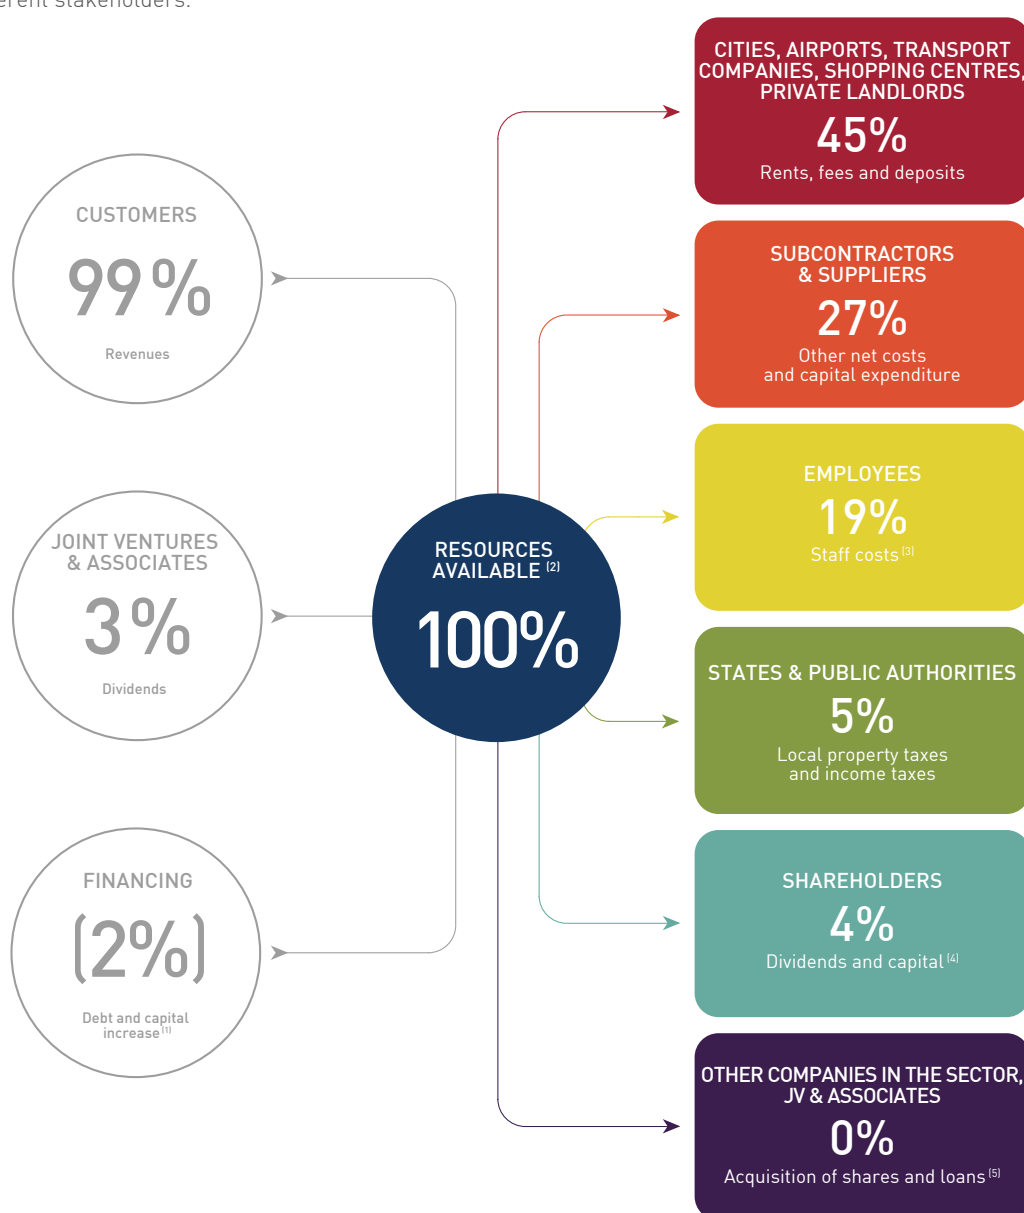 erent stakeholders.
CUSTOMERS
99%
Revenues
JOINT VENTURES
& ASSOCIATES
3%
Dividends
FINANCING
(2%)
Debt and capital
increase (1)
RESOURCES
AVAILABLE (2)
100%
CITIES, AIRPORTS, TRANSPORT
COMPANIES, SHOPPING CENTRES,
PRIVATE LANDLORDS
45%
Rents, fees and deposits
SUBCONTRACTORS
& SUPPLIERS
27%
Other net costs
and capital expenditure
EMPLOYEES
19%
Staff costs (3)
STATES & PUBLIC AUTHORITIES
5%
Local property taxes
and income taxes
SHAREHOLDERS
4%
Dividends and capital (4)
OTHER COMPANIES IN THE SECTOR,
JV & ASSOCIATES
0%
Acquisition of shares and loans (5)